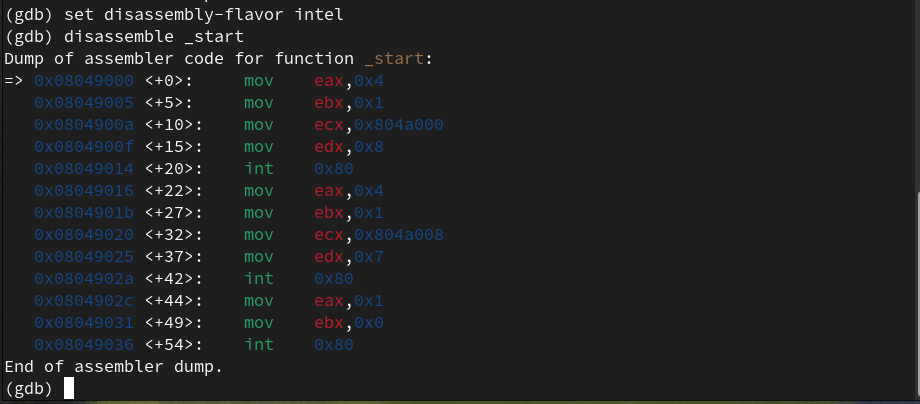 (gdb) set disassembly-flavor intel
(gdb) disassemble _start
Dump of assembler code for function _start:
=> 0x08049000 <+0>:     mov    eax,0x4
   0x08049005 <+5>:     mov    ebx,0x1
   0x0804900a <+10>:    mov    ecx,0x804a000
   0x0804900f <+15>:    mov    edx,0x8
   0x08049014 <+20>:    int    0x80
   0x08049016 <+22>:    mov    eax,0x4
   0x0804901b <+27>:    mov    ebx,0x1
   0x08049020 <+32>:    mov    ecx,0x804a008
   0x08049025 <+37>:    mov    edx,0x7
   0x0804902a <+42>:    int    0x80
   0x0804902c <+44>:    mov    eax,0x1
   0x08049031 <+49>:    mov    ebx,0x0
   0x08049036 <+54>:    int    0x80
End of assembler dump.
(gdb)